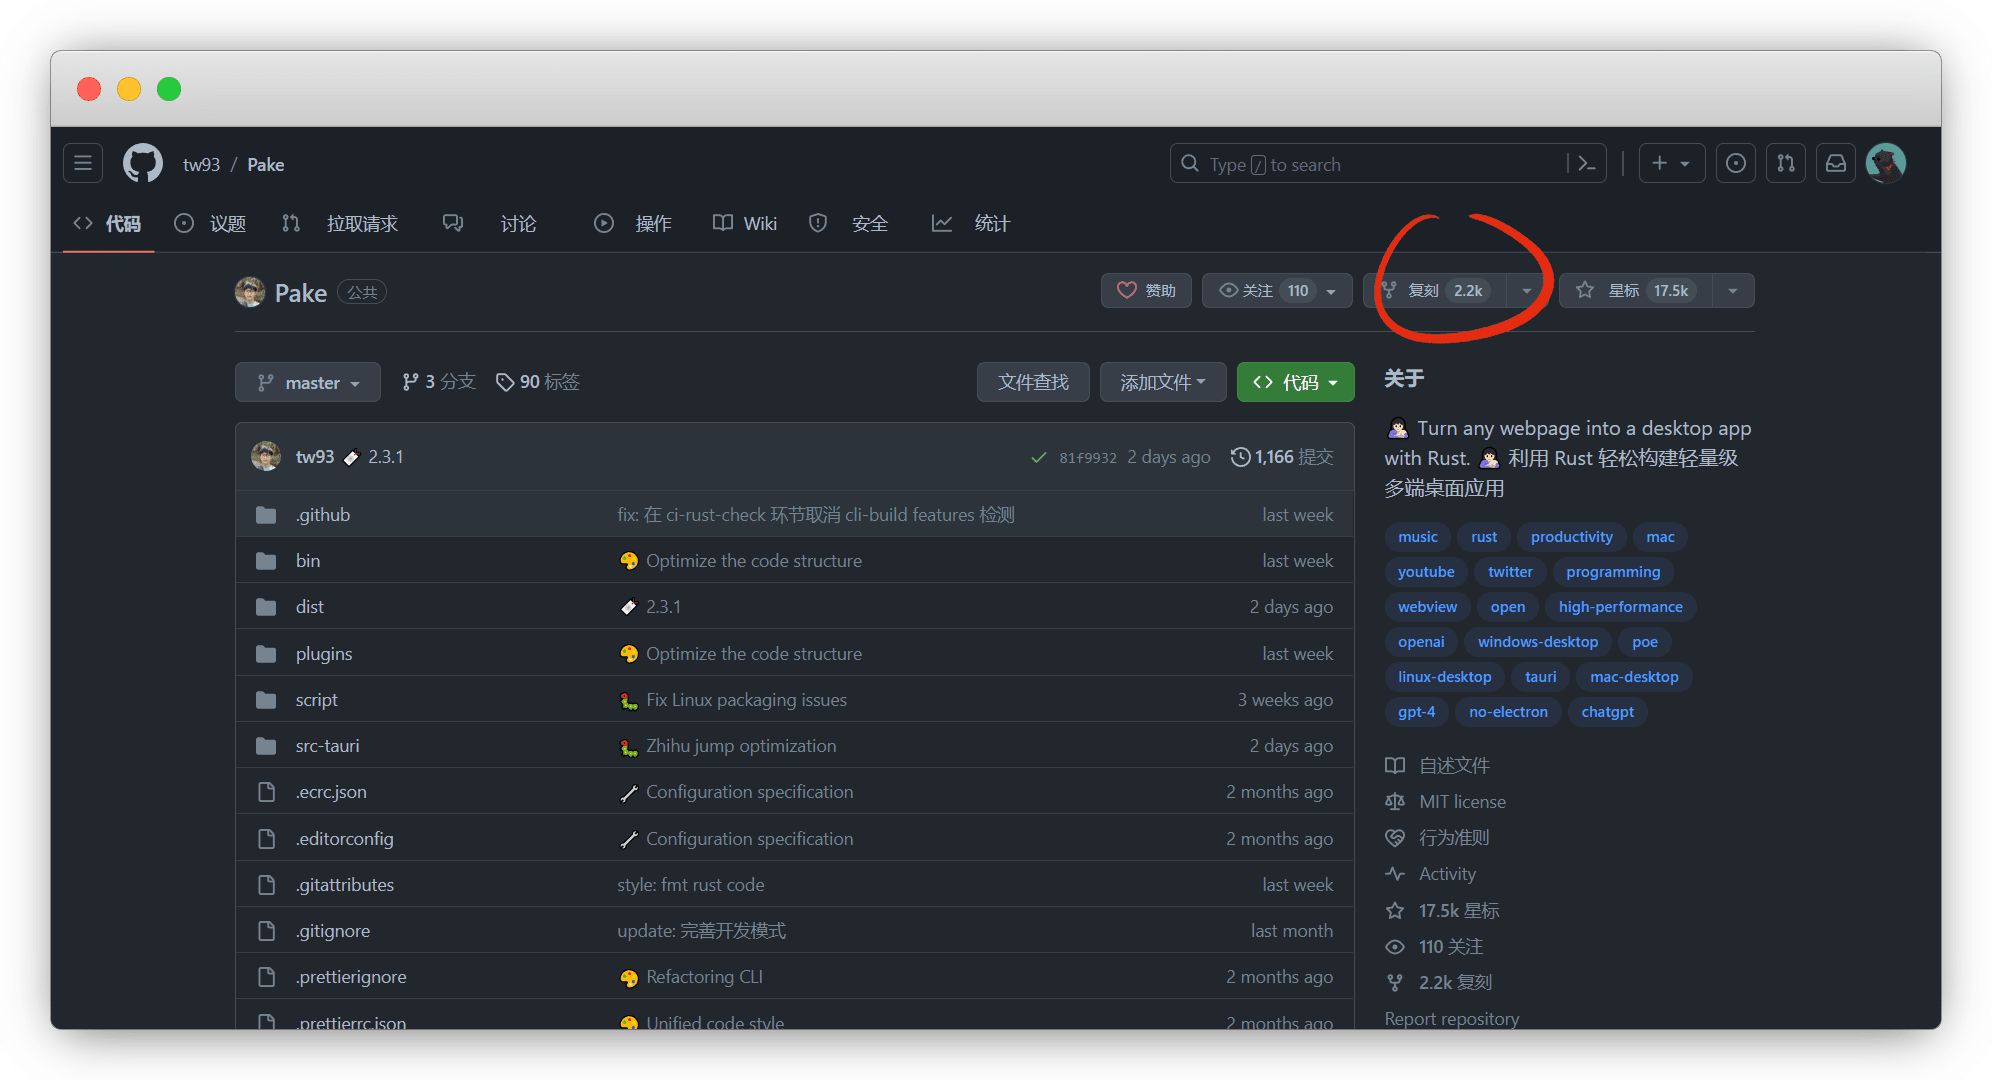 tw93 / Pake
Type / to search
代码 议题 拉取请求 讨论 操作 Wiki 安全 统计
Pake 公共
赞助 关注 110 复刻 2.2k 星标 17.5k
master 3 分支 90 标签 文件查找 添加文件 代码
tw93 2.3.1 81f9932 2 days ago 1,166 提交
.github fix: 在 ci-rust-check 环节取消 cli-build features 检测 last week
bin Optimize the code structure last week
dist 2.3.1 2 days ago
plugins Optimize the code structure last week
script Fix Linux packaging issues 3 weeks ago
src-tauri Zhihu jump optimization 2 days ago
.ecrc.json Configuration specification 2 months ago
.editorconfig Configuration specification 2 months ago
.gitattributes style: fmt rust code last week
.gitignore update: 完善开发模式 last month
.prettierignore Refactoring CLI 2 months ago
.prettierrc.json Unified code style 2 months ago
关于
Turn any webpage into a desktop app
with Rust. 利用 Rust 轻松构建轻量级
多端桌面应用
music rust productivity mac
youtube twitter programming
webview open high-performance
openai windows-desktop poe
linux-desktop tauri mac-desktop
gpt-4 no-electron chatgpt
自述文件
MIT license
行为准则
Activity
17.5k 星标
110 关注
2.2k 复刻
Report repository